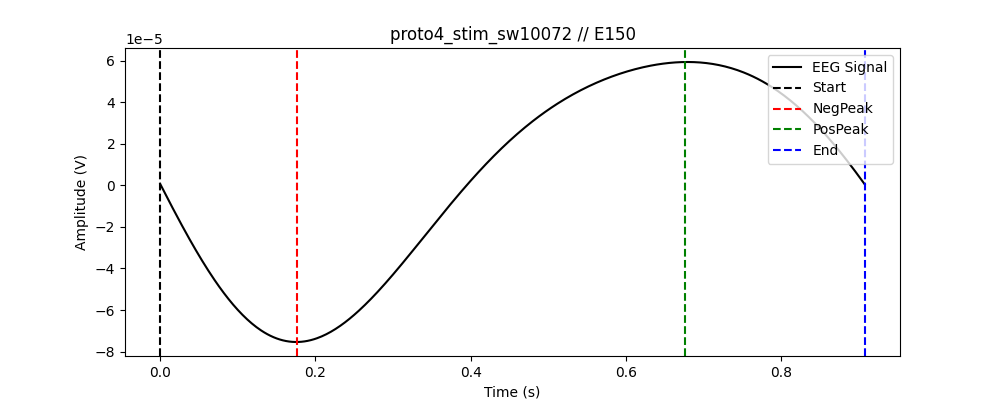 proto4_stim_sw10072 // E150
1e−5
6
4
2
0
−2
−4
−6
−8
Amplitude (V)
0.0 0.2 0.4 0.6 0.8
Time (s)
EEG Signal
Start
NegPeak
PosPeak
End